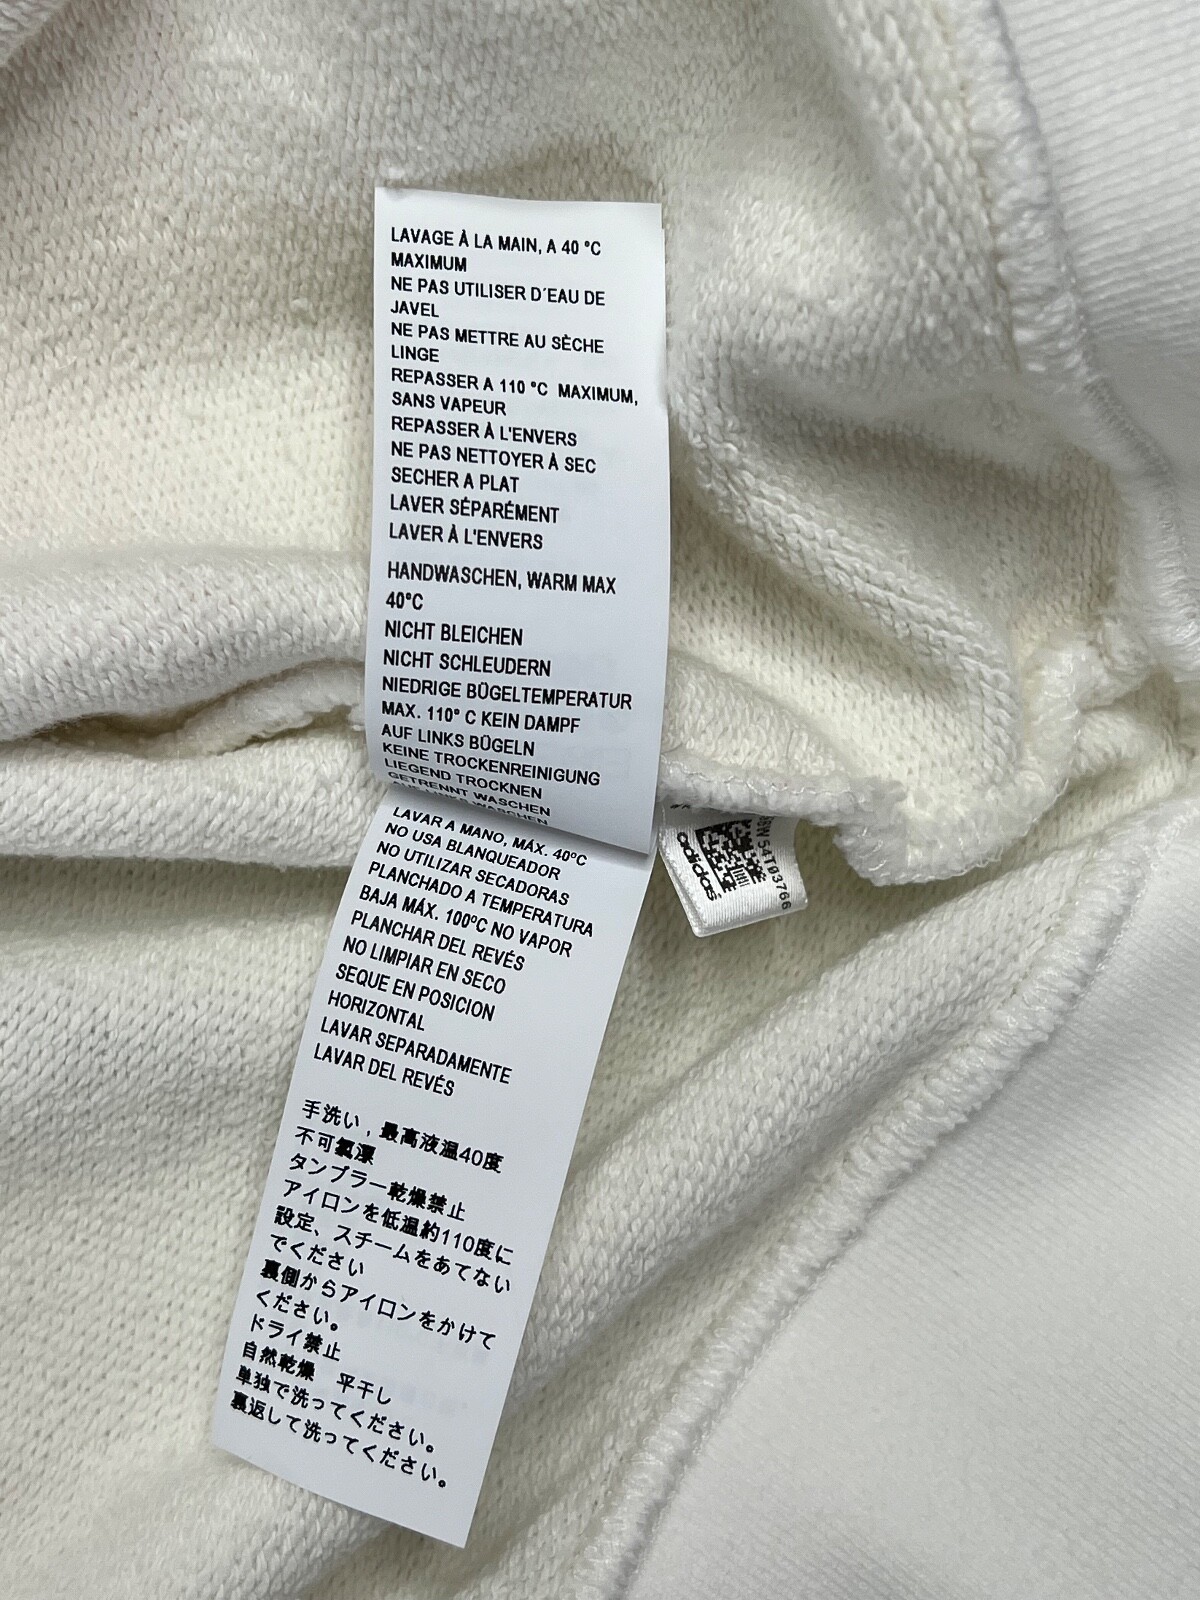 LAVAGE À LA MAIN, A 40 °C
MAXIMUM
NE PAS UTILISER D´EAU DE
JAVEL
NE PAS METTRE AU SÈCHE
LINGE
REPASSER A 110 °C MAXIMUM,
SANS VAPEUR
REPASSER À L'ENVERS
NE PAS NETTOYER À SEC
SECHER A PLAT
LAVER SÉPARÉMENT
LAVER À L'ENVERS
HANDWASCHEN, WARM MAX
40°C
NICHT BLEICHEN
NICHT SCHLEUDERN
NIEDRIGE BÜGELTEMPERATUR
MAX. 110° C KEIN DAMPF
AUF LINKS BÜGELN
KEINE TROCKENREINIGUNG
LIEGEND TROCKNEN
GETRENNT WASCHEN
AUF LINKS WASCHEN
LAVAR A MANO, MÁX. 40ºC
NO USA BLANQUEADOR
NO UTILIZAR SECADORAS
PLANCHADO A TEMPERATURA
BAJA MÁX. 100ºC NO VAPOR
PLANCHAR DEL REVÉS
NO LIMPIAR EN SECO
SEQUE EN POSICION
HORIZONTAL
LAVAR SEPARADAMENTE
LAVAR DEL REVÉS
手洗い，最高液温40度
不可氯漂
タンブラー乾燥禁止
アイロンを低温約110度に
設定、スチームをあてない
でください
裏側からアイロンをかけて
ください。
ドライ禁止
自然乾燥 平干し
単独で洗ってください。
裏返して洗ってください。
adidas
54T03766